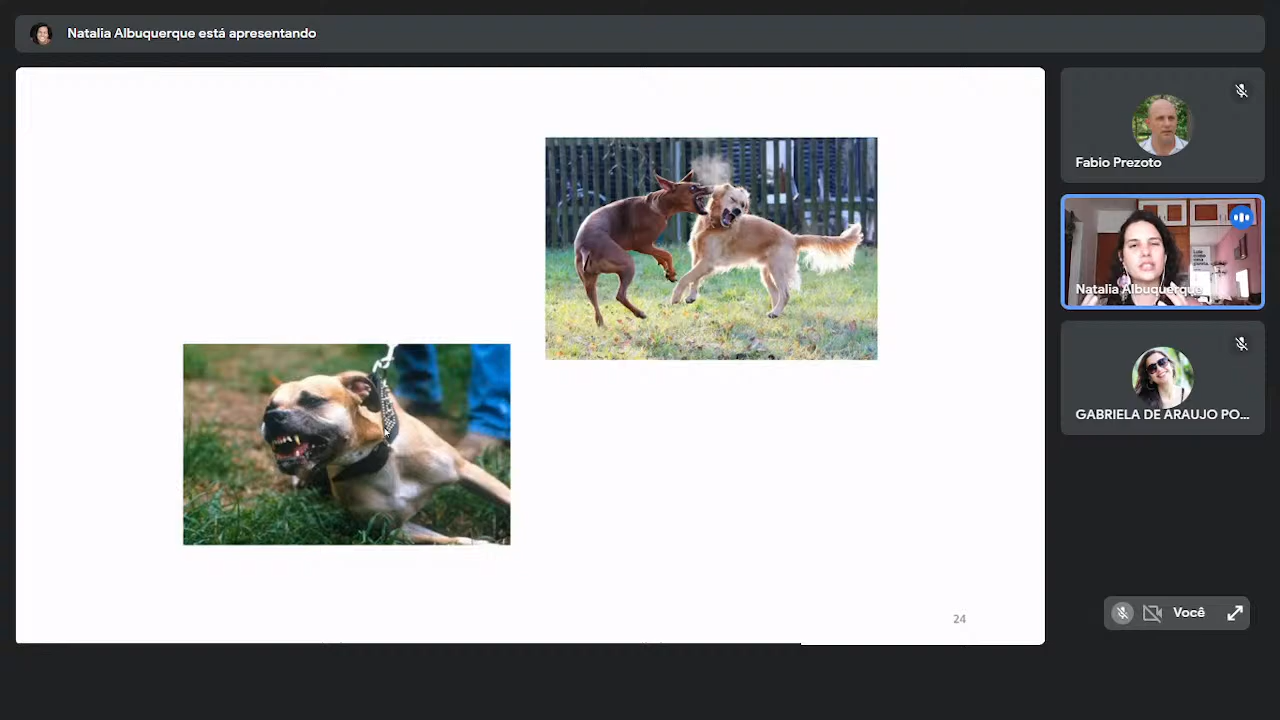 Natalia Albuquerque está apresentando
Fabio Prezoto
Natalia Albuquerque
GABRIELA DE ARAUJO PO...
24
Você